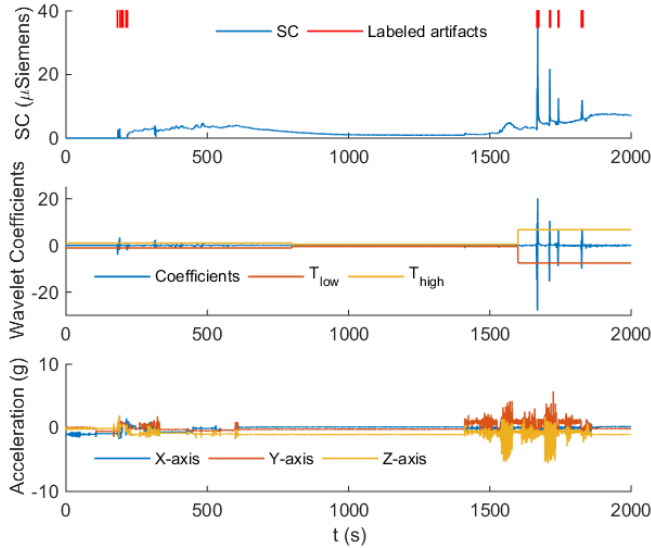 40
20
0
SC (μSiemens)
SC Labeled artifacts
0 500 1000 1500 2000
20
0
-20
Wavelet Coefficients
Coefficients T_low T_high
0 500 1000 1500 2000
10
0
-10
Acceleration (g)
X-axis Y-axis Z-axis
0 500 1000 1500 2000
t (s)